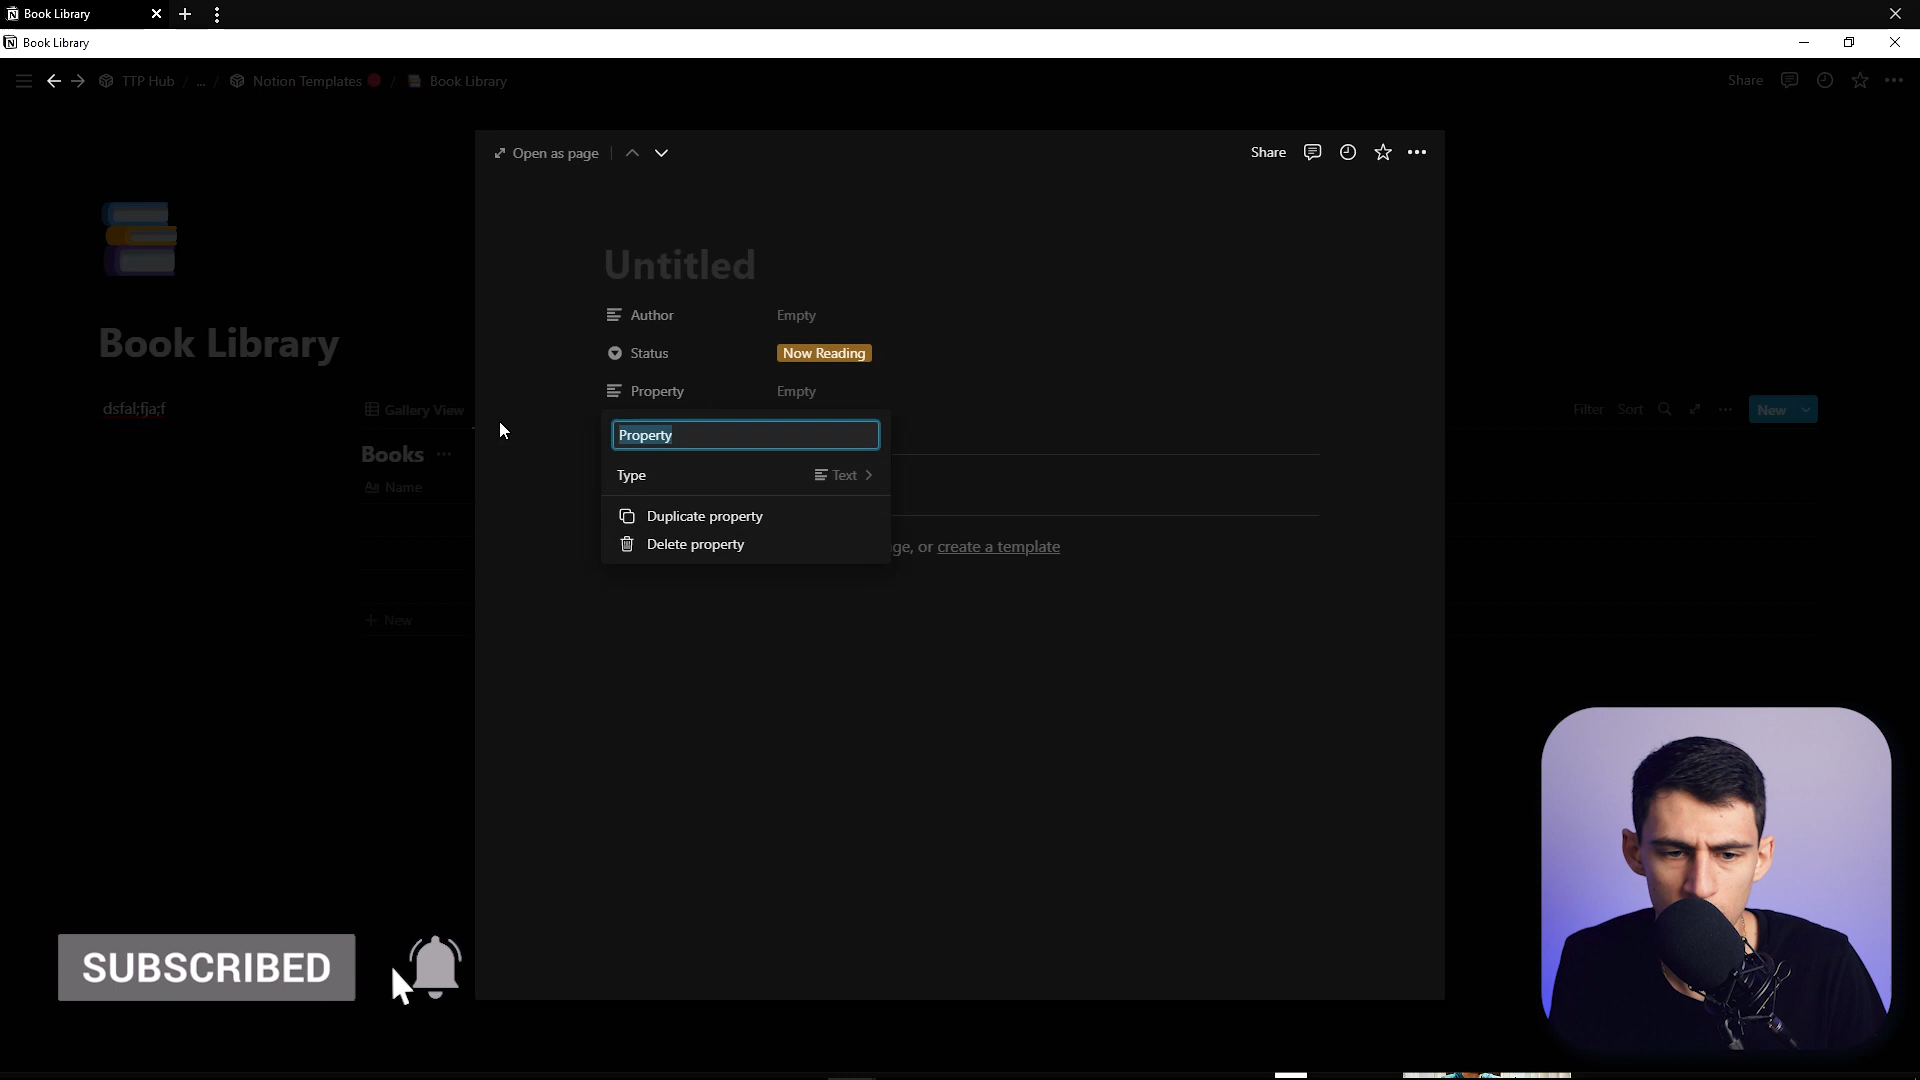 Book Library
Book Library
TTP Hub / ... / Notion Templates / Book Library
Share
Open as page
Share
Untitled
Author Empty
Status Now Reading
Property Empty
Property
Type Text
Duplicate property
Delete property
ge, or create a template
Book Library
dsfal;fja;f
Gallery View
Filter Sort New
Books ...
Aa Name
+ New
SUBSCRIBED